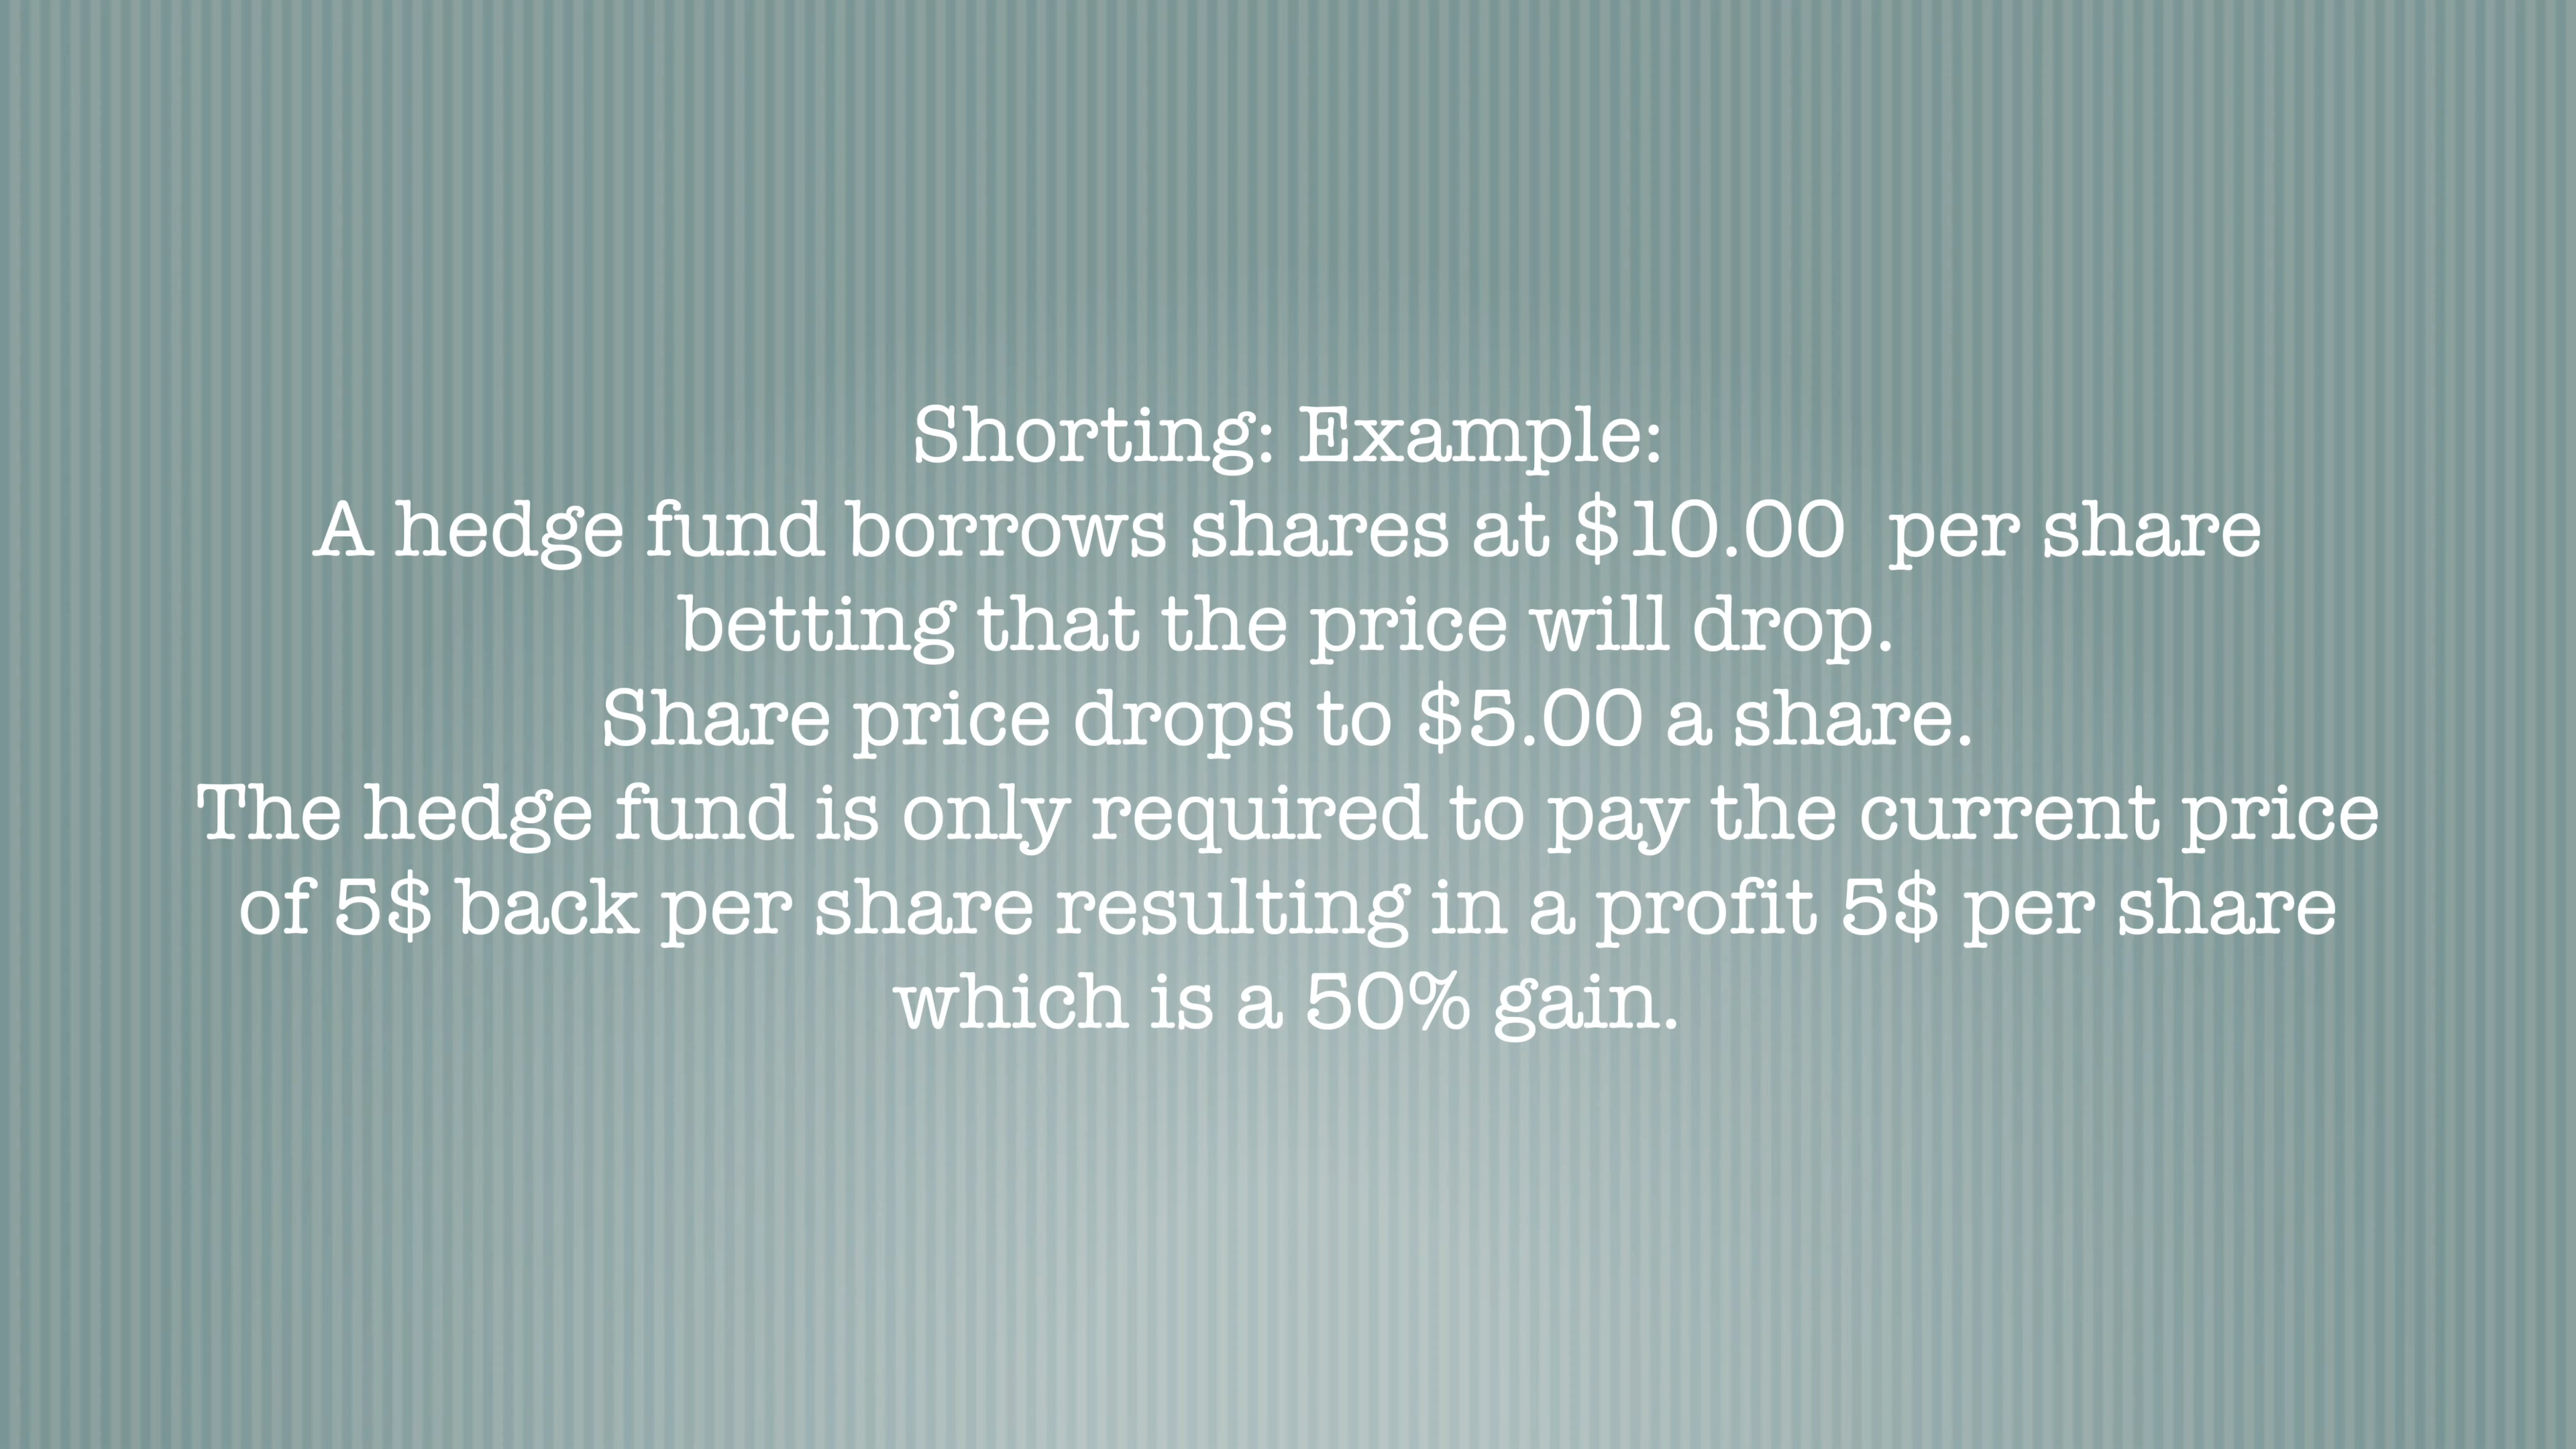 Shorting: Example:
A hedge fund borrows shares at $10.00  per share
betting that the price will drop.
Share price drops to $5.00 a share.
The hedge fund is only required to pay the current price
of 5$ back per share resulting in a profit 5$ per share
which is a 50% gain.